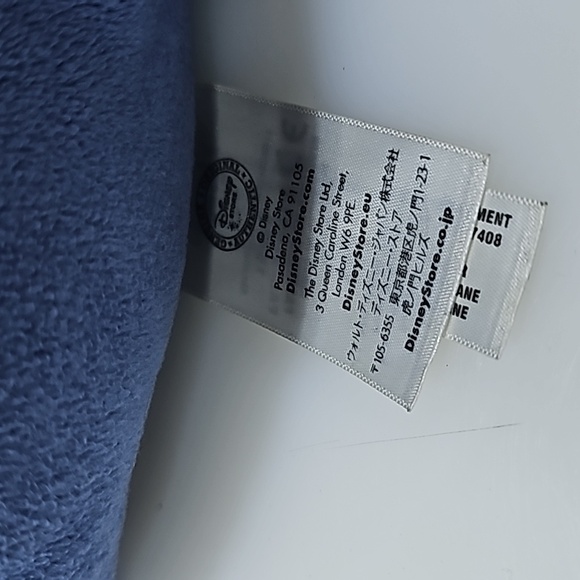 Disney
STORE
© Disney
Disney Store
Pasadena, CA 91105
DisneyStore.com
The Disney Store Ltd.
3 Queen Caroline Street,
London W6 9PE
DisneyStore.eu
ウォルト・ディズニー・ジャパン株式会社
ディズニー・ストア
〒105-6355 東京都港区虎ノ門1-23-1
虎ノ門ヒルズ
DisneyStore.co.jp
MENT
7408
ANE
NE